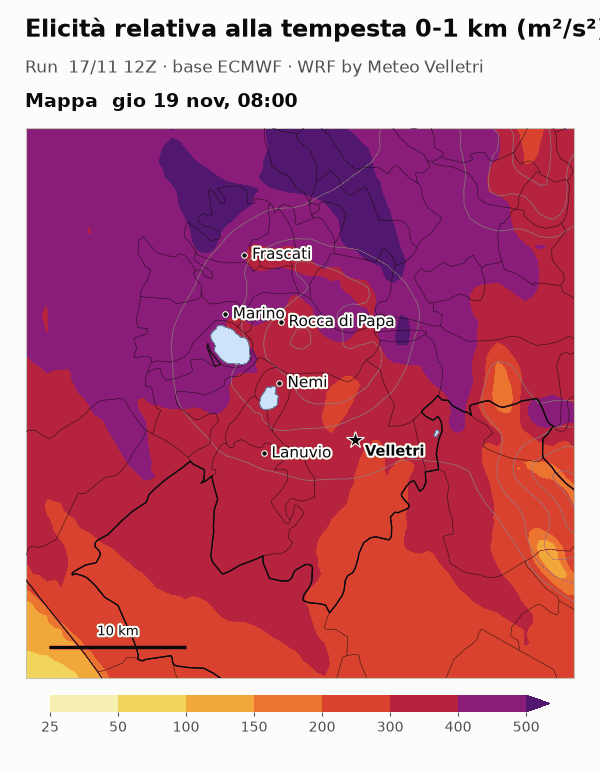 Elicità relativa alla tempesta 0-1 km (m²/s²)
Run 17/11 12Z · base ECMWF · WRF by Meteo Velletri
Mappa gio 19 nov, 08:00
Frascati
Marino
Rocca di Papa
Nemi
Velletri
Lanuvio
10 km
25 50 100 150 200 300 400 500